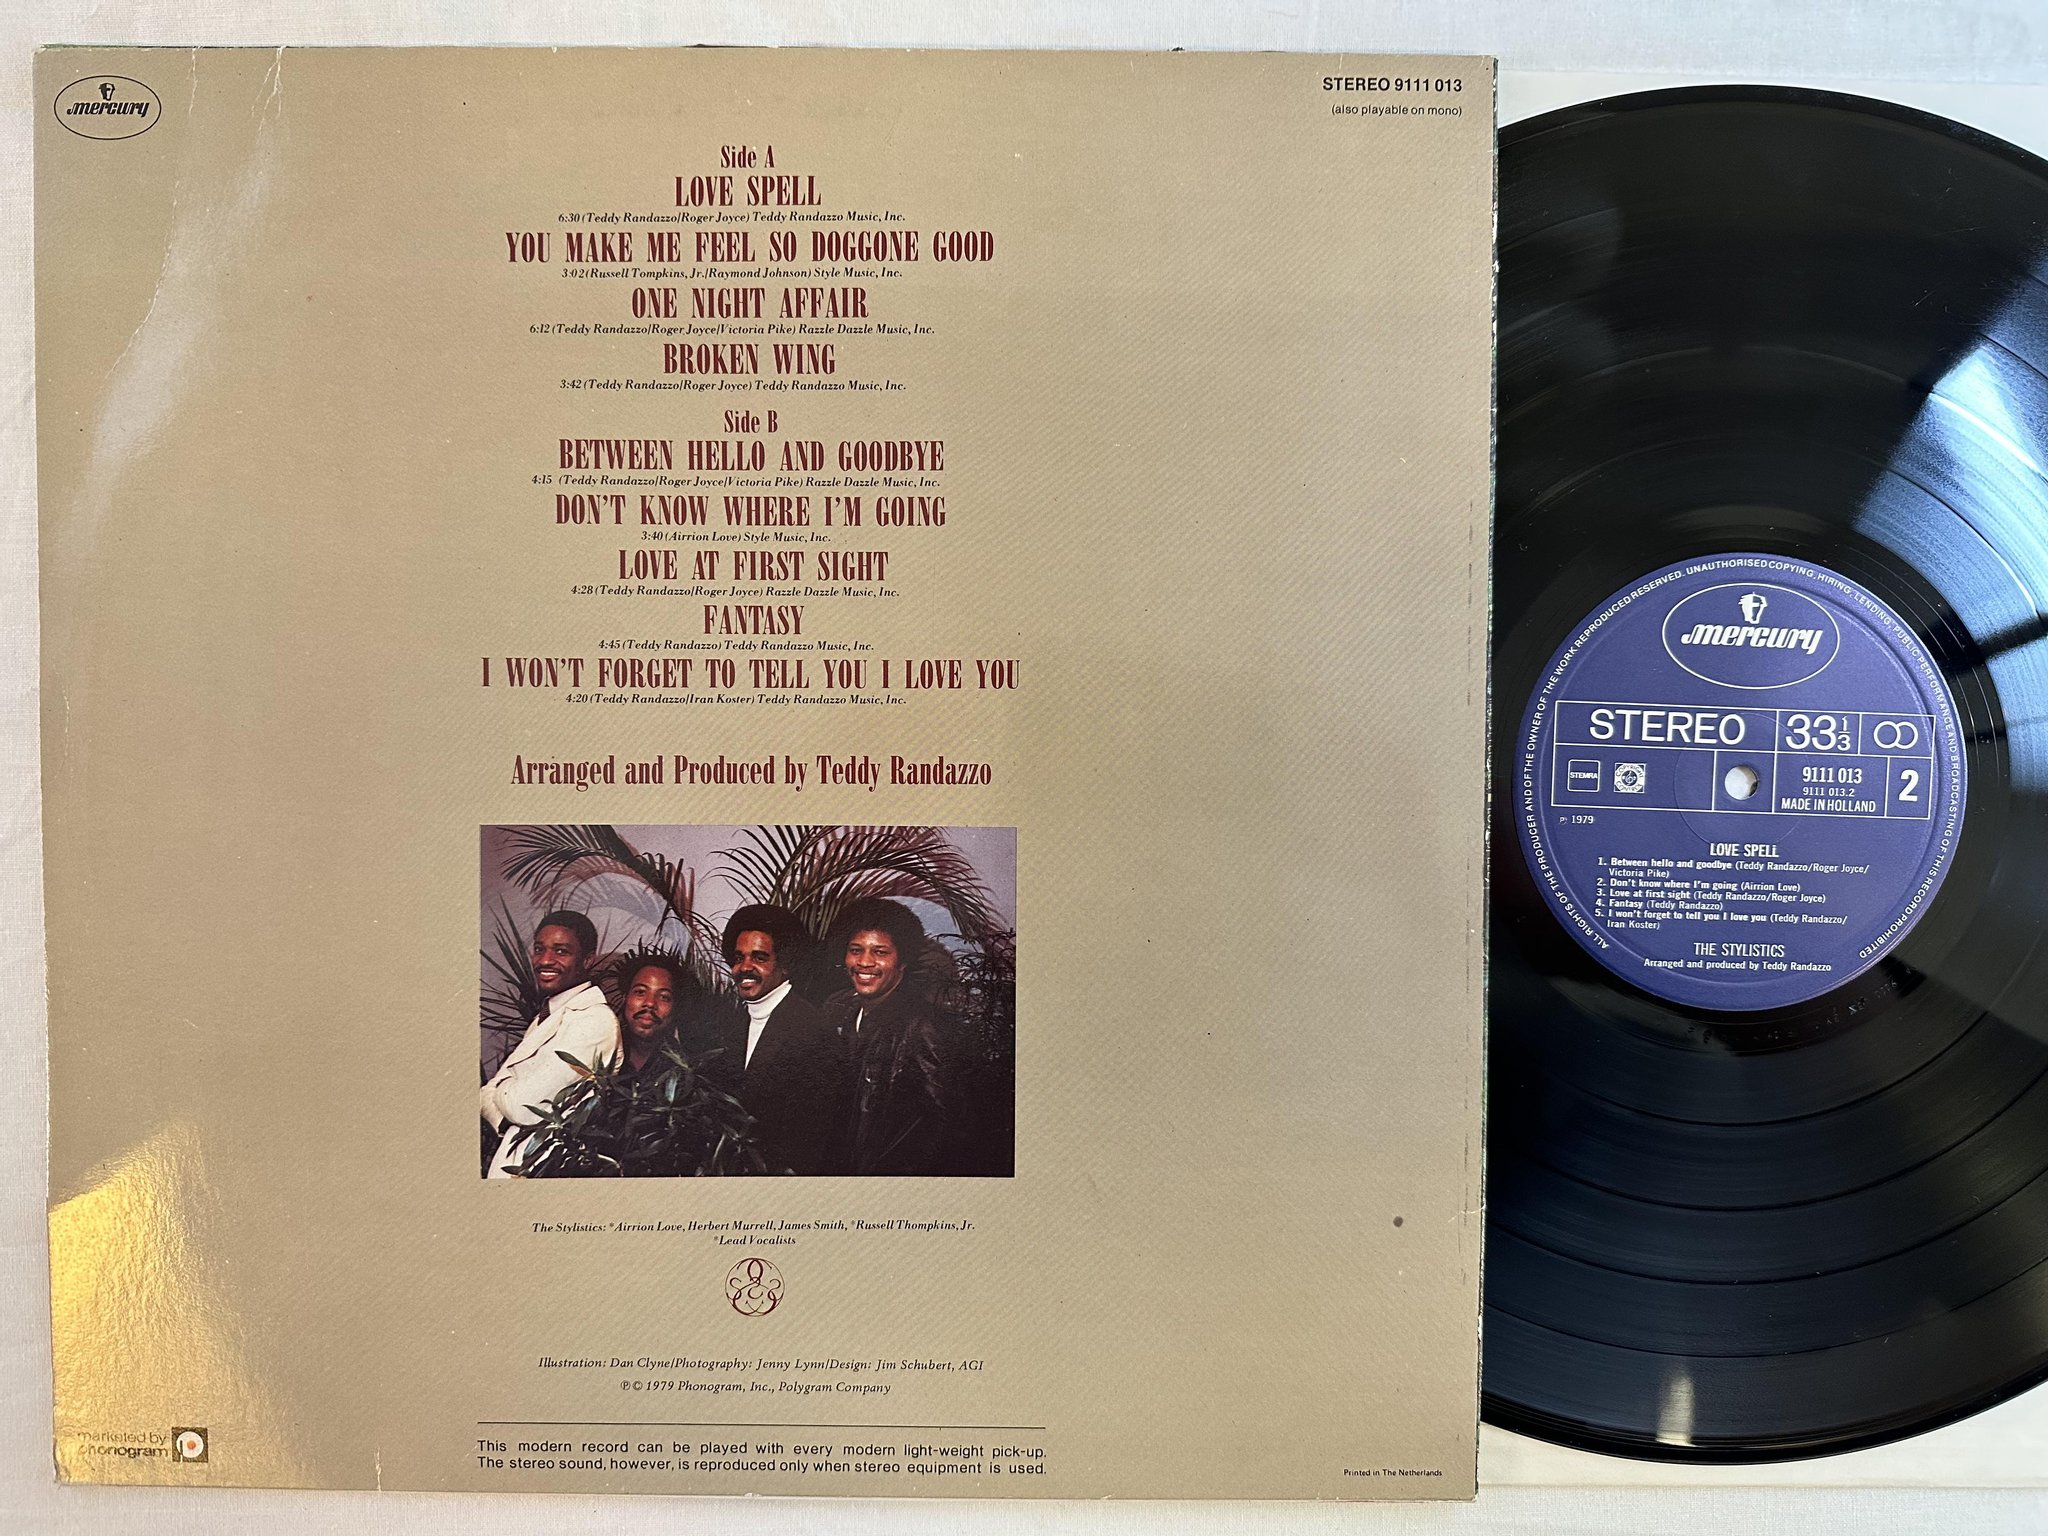 mercury
STEREO 9111 013
(also playable on mono)
Side A
LOVE SPELL
6:30 (Teddy Randazzo/Roger Joyce) Teddy Randazzo Music, Inc.
YOU MAKE ME FEEL SO DOGGONE GOOD
3:02 (Russell Tompkins, Jr./Raymond Johnson) Style Music, Inc.
ONE NIGHT AFFAIR
6:12 (Teddy Randazzo/Roger Joyce/Victoria Pike) Razzle Dazzle Music, Inc.
BROKEN WING
3:42 (Teddy Randazzo/Roger Joyce) Teddy Randazzo Music, Inc.
Side B
BETWEEN HELLO AND GOODBYE
4:15 (Teddy Randazzo/Roger Joyce/Victoria Pike) Razzle Dazzle Music, Inc.
DON'T KNOW WHERE I'M GOING
3:40 (Airrion Love) Style Music, Inc.
LOVE AT FIRST SIGHT
4:28 (Teddy Randazzo/Roger Joyce) Razzle Dazzle Music, Inc.
FANTASY
4:45 (Teddy Randazzo) Teddy Randazzo Music, Inc.
I WON'T FORGET TO TELL YOU I LOVE YOU
4:20 (Teddy Randazzo/Iran Koster) Teddy Randazzo Music, Inc.
Arranged and Produced by Teddy Randazzo
The Stylistics: *Airrion Love, Herbert Murrell, James Smith, *Russell Thompkins, Jr.
*Lead Vocalists
Illustration: Dan Clyne/Photography: Jenny Lynn/Design: Jim Schubert, AGI
℗ © 1979 Phonogram, Inc., Polygram Company
marketed by
phonogram
This modern record can be played with every modern light-weight pick-up.
The stereo sound, however, is reproduced only when stereo equipment is used.
Printed in The Netherlands
ALL RIGHTS OF THE PRODUCER AND OF THE OWNER OF THE WORK REPRODUCED RESERVED. UNAUTHORISED COPYING, HIRING, LENDING, PUBLIC PERFORMANCE AND BROADCASTING OF THIS RECORD PROHIBITED
mercury
STEREO 33 1/3
STEMRA
9111 013
9111 013.2
MADE IN HOLLAND
2
℗ 1979
LOVE SPELL
1. Between hello and goodbye (Teddy Randazzo/Roger Joyce/
Victoria Pike)
2. Don't know where I'm going (Airrion Love)
3. Love at first sight (Teddy Randazzo/Roger Joyce)
4. Fantasy (Teddy Randazzo)
5. I won't forget to tell you I love you (Teddy Randazzo/
Iran Koster)
THE STYLISTICS
Arranged and produced by Teddy Randazzo